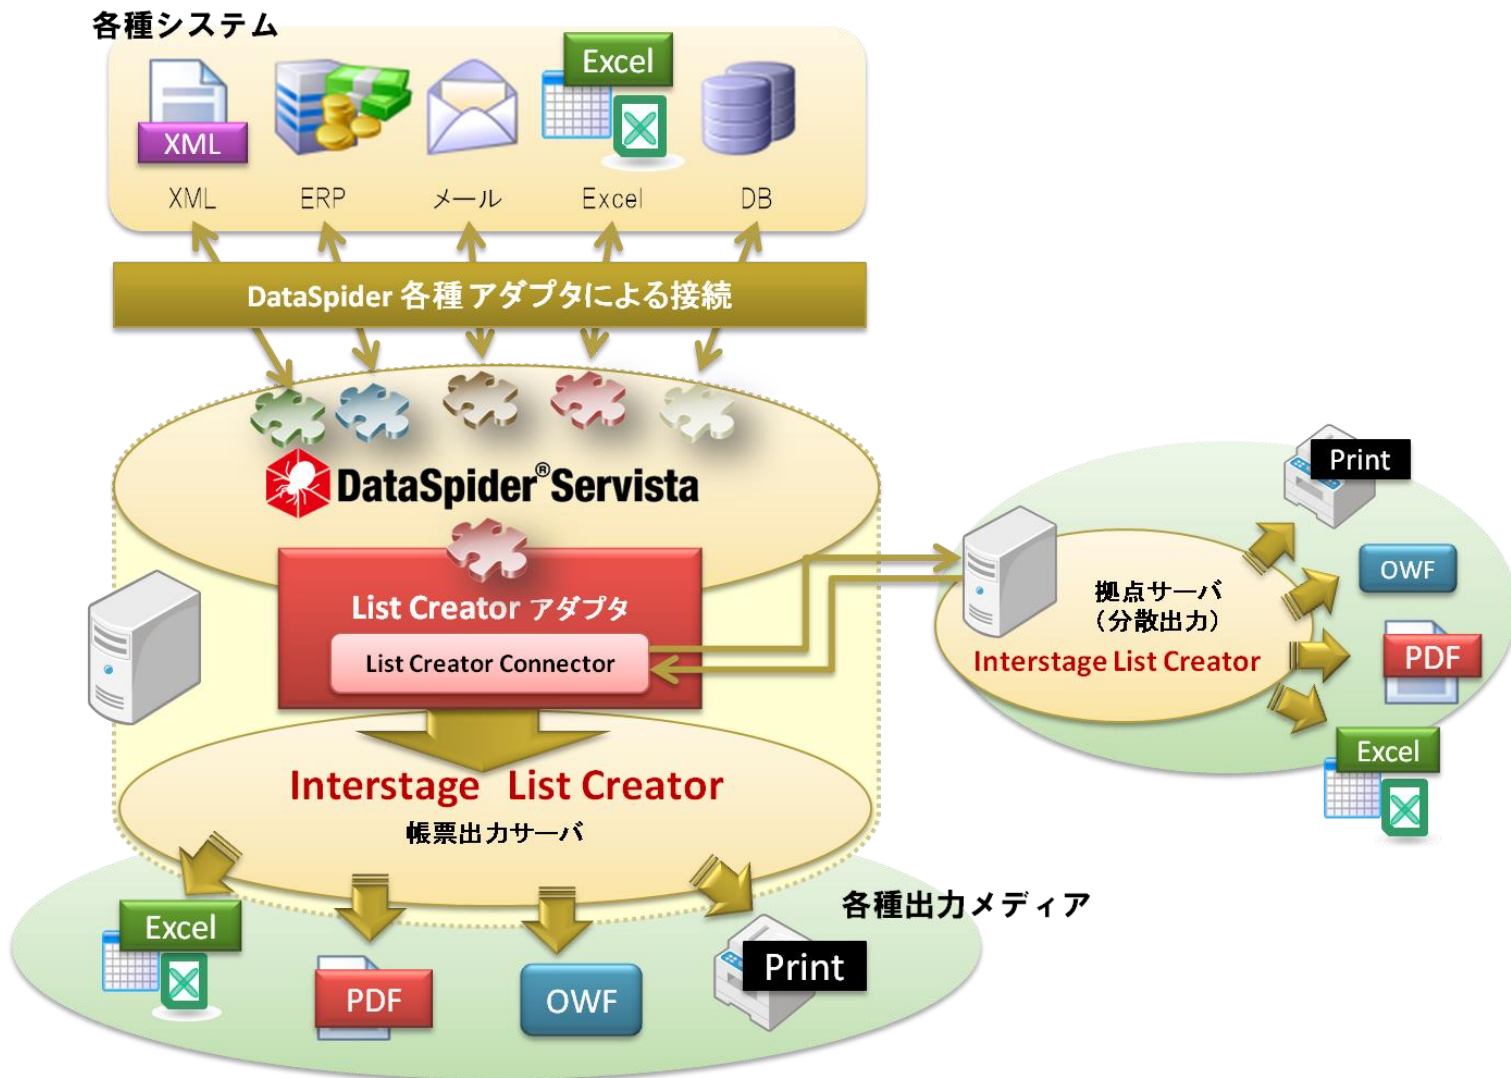 各種システム
Excel
XML
XML
ERP
メール
Excel
DB
DataSpider 各種アダプタによる接続
DataSpider®Servista
List Creator アダプタ
List Creator Connector
Interstage List Creator
帳票出力サーバ
Excel
PDF
OWF
Print
各種出力メディア
拠点サーバ
（分散出力）
Interstage List Creator
Print
OWF
PDF
Excel